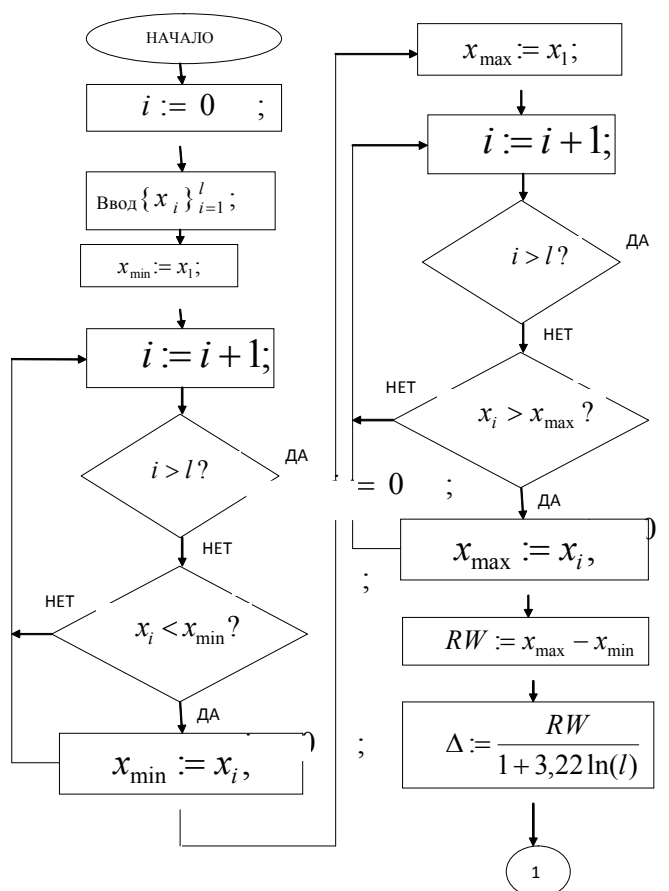 НАЧАЛО
i := 0 ;
Ввод {x_i}_{i=1}^{l} ;
x_min := x_1;
i := i + 1;
i > l ?
ДА
НЕТ
x_i < x_min ?
НЕТ
ДА
x_min := x_i,
;
= 0 ;
;
x_max := x_1;
i := i + 1;
i > l ?
ДА
НЕТ
x_i > x_max ?
НЕТ
ДА
x_max := x_i,
RW := x_max − x_min
Δ := RW / (1 + 3,22 ln(l))
1